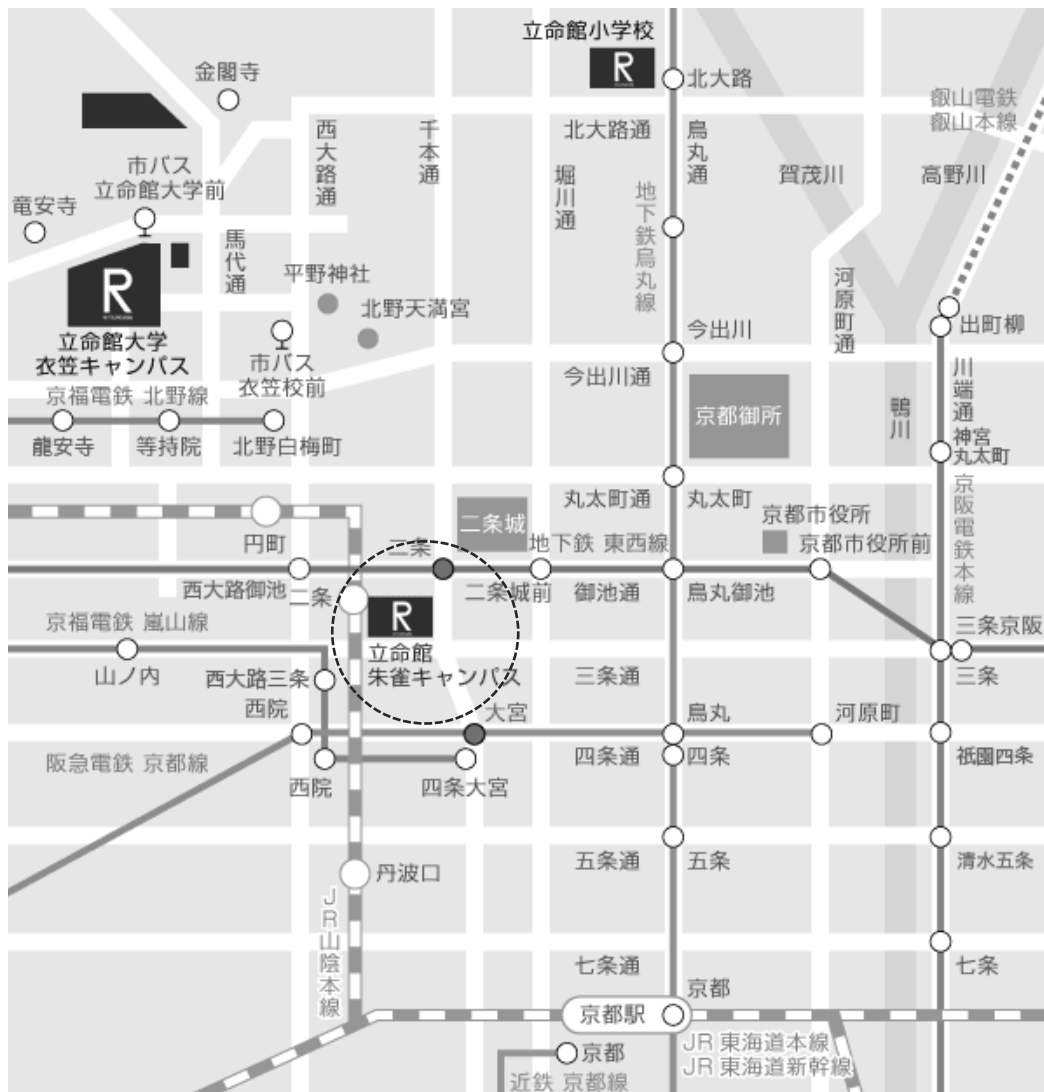 立命館小学校
R
北大路
金閣寺
叡山電鉄
叡山本線
西大路通
千本通
北大路通
烏丸通
市バス
立命館大学前
堀川通
賀茂川
高野川
地下鉄烏丸線
竜安寺
馬代通
平野神社
河原町通
R
北野天満宮
今出川
出町柳
立命館大学
衣笠キャンパス
市バス
衣笠校前
今出川通
川端通
京福電鉄 北野線
京都御所
鴨川
龍安寺
等持院
北野白梅町
神宮
丸太町
京阪電鉄本線
丸太町通
丸太町
京都市役所
二条城
円町
二条
地下鉄 東西線
京都市役所前
西大路御池
二条
二条城前
御池通
烏丸御池
R
京福電鉄 嵐山線
三条京阪
立命館
朱雀キャンパス
山ノ内
西大路三条
三条通
三条
西院
大宮
烏丸
河原町
阪急電鉄 京都線
四条通
四条
祇園四条
西院
四条大宮
五条通
五条
清水五条
丹波口
JR山陰本線
七条通
七条
京都
京都駅
JR 東海道本線
JR 東海道新幹線
京都
近鉄 京都線